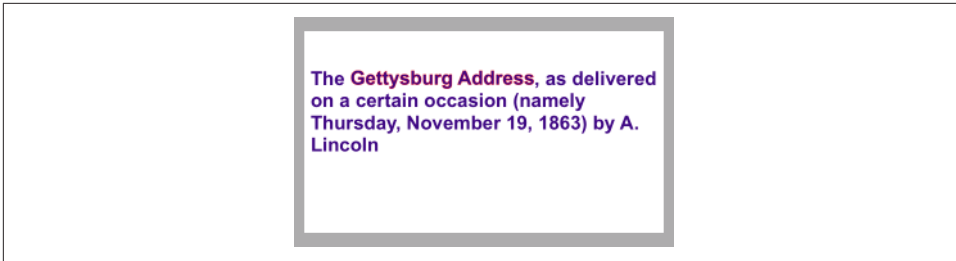 The Gettysburg Address, as delivered
on a certain occasion (namely
Thursday, November 19, 1863) by A.
Lincoln